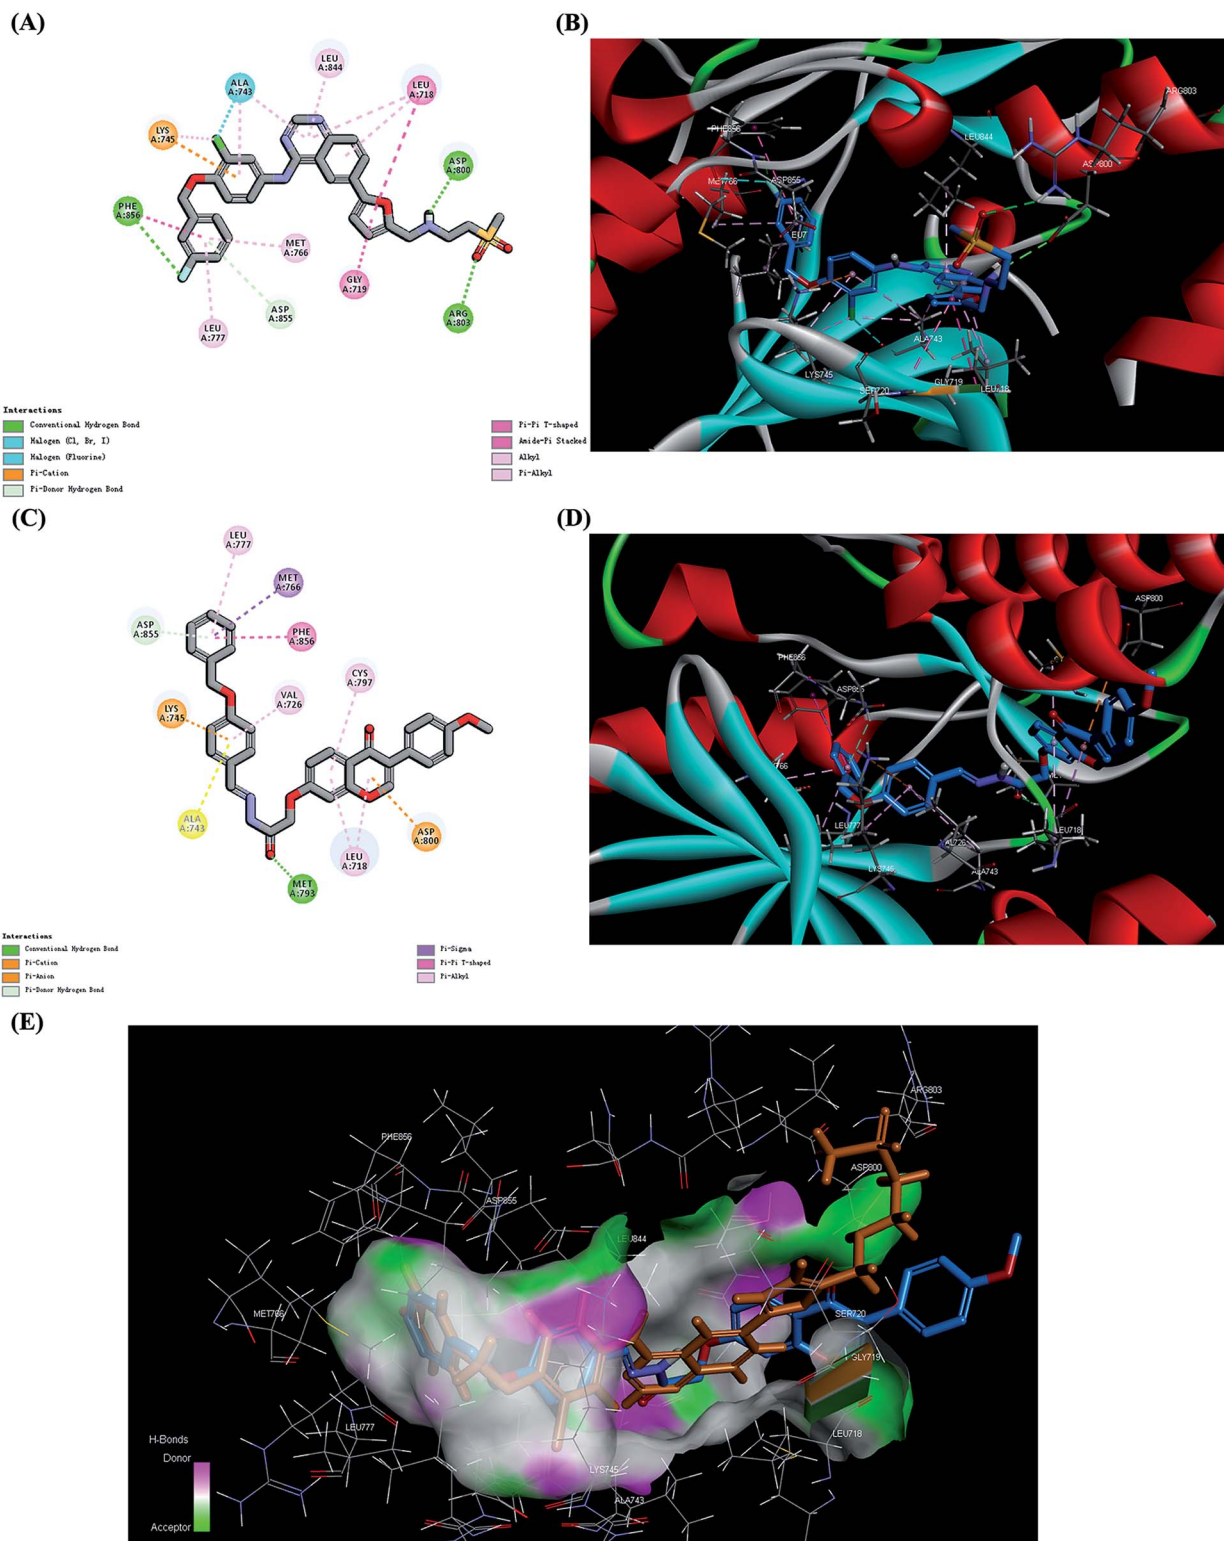 (A)
LEU
A:844
ALA
A:743
LEU
A:718
LYS
A:745
ASP
A:800
PHE
A:856
MET
A:766
GLY
A:719
ASP
A:855
ARG
A:803
LEU
A:777
Interactions
Conventional Hydrogen Bond
Halogen (Cl, Br, I)
Halogen (Fluorine)
Pi-Cation
Pi-Donor Hydrogen Bond
Pi-Pi T-shaped
Amide-Pi Stacked
Alkyl
Pi-Alkyl
(B)
ARG803
PHE856
LEU844
ASP800
MET766
ASP855
ALA743
LYS745
SER720
GLY719
LEU718
(C)
LEU
A:777
MET
A:766
ASP
A:855
PHE
A:856
CYS
A:797
VAL
A:726
LYS
A:745
ALA
A:743
ASP
A:800
LEU
A:718
MET
A:793
Interactions
Conventional Hydrogen Bond
Pi-Cation
Pi-Anion
Pi-Donor Hydrogen Bond
Pi-Sigma
Pi-Pi T-shaped
Pi-Alkyl
(D)
ASP800
PHE856
ASP855
LEU777
LEU718
ALA743
(E)
ARG803
PHE856
ASP800
ASP855
LEU844
MET766
SER720
GLY719
LEU777
LEU718
H-Bonds
Donor
LYS745
ALA743
Acceptor